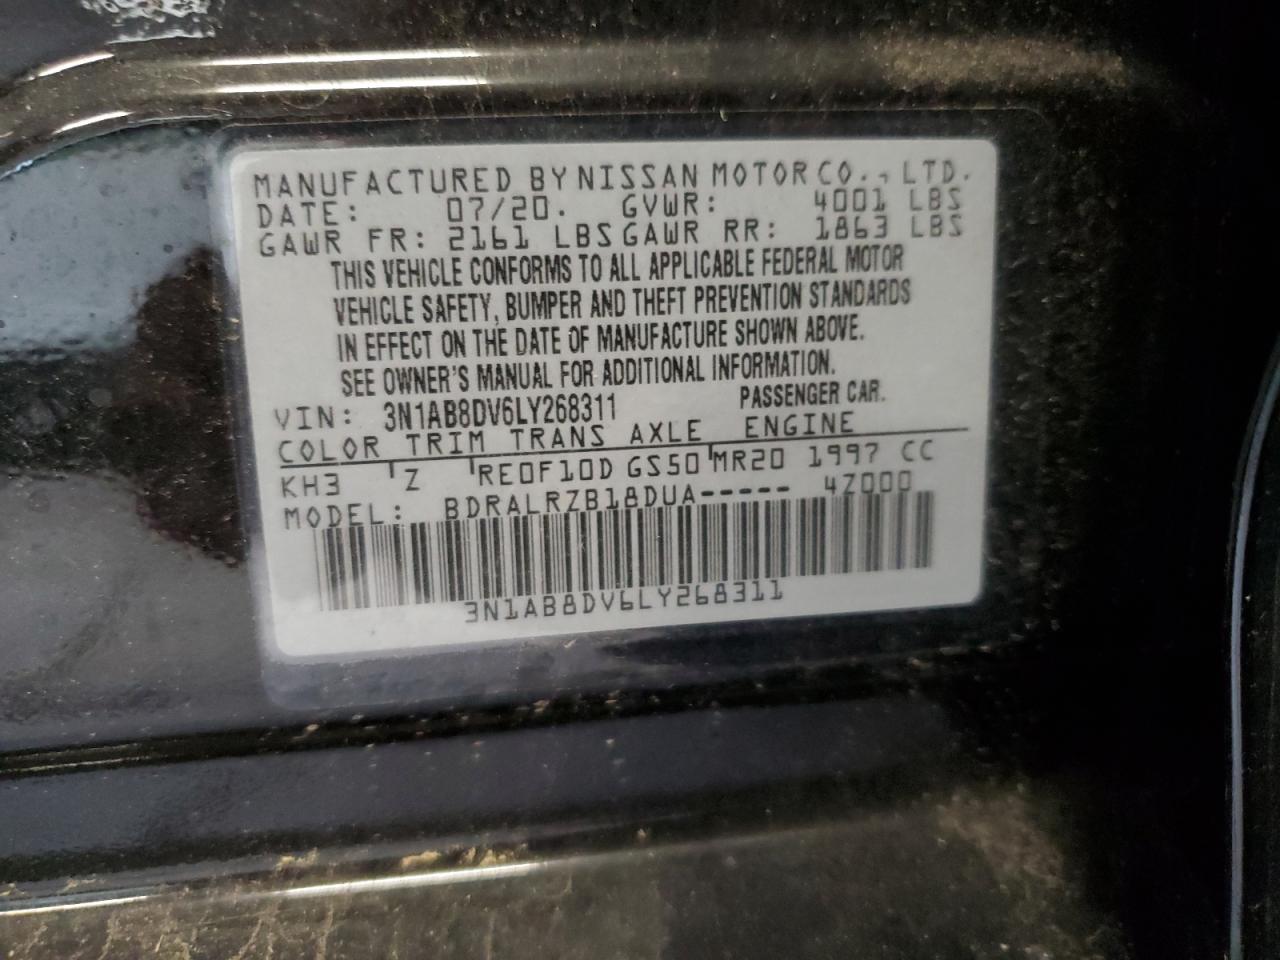 MANUFACTURED BY NISSAN MOTOR CO., LTD.
DATE: 07/20. GVWR: 4001 LBS
GAWR FR: 2161 LBS GAWR RR: 1863 LBS
THIS VEHICLE CONFORMS TO ALL APPLICABLE FEDERAL MOTOR
VEHICLE SAFETY, BUMPER AND THEFT PREVENTION STANDARDS
IN EFFECT ON THE DATE OF MANUFACTURE SHOWN ABOVE.
SEE OWNER'S MANUAL FOR ADDITIONAL INFORMATION.
VIN: 3N1AB8DV6LY268311 PASSENGER CAR.
COLOR TRIM TRANS AXLE ENGINE
KH3 Z RE0F10D GS50 MR20 1997 CC
MODEL: BDRALRZB18DUA----- 4Z000
3N1AB8DV6LY268311